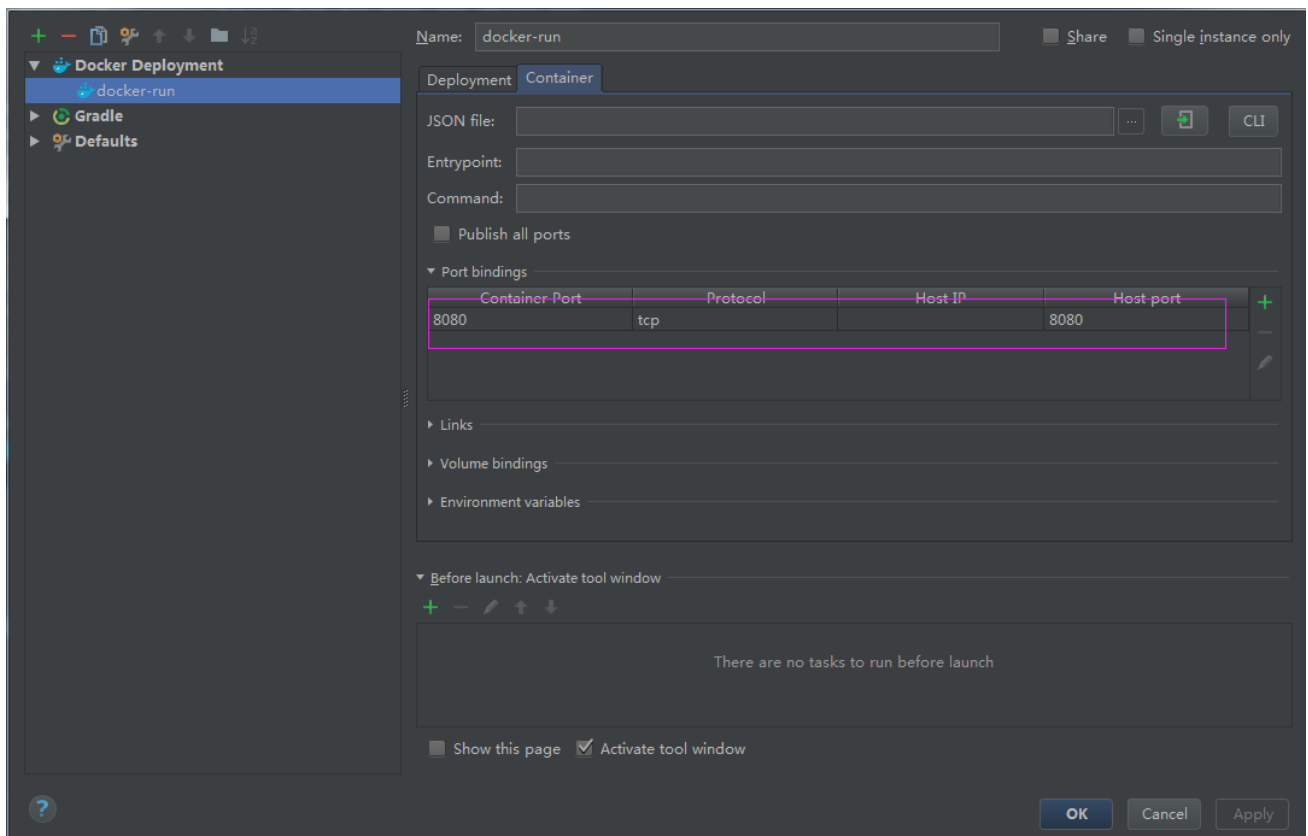 Name: docker-run Share Single instance only
Docker Deployment
docker-run
Gradle
Defaults
Deployment Container
JSON file: ... CLI
Entrypoint:
Command:
Publish all ports
Port bindings
Container Port Protocol Host IP Host port
8080 tcp 8080
Links
Volume bindings
Environment variables
Before launch: Activate tool window
There are no tasks to run before launch
Show this page Activate tool window
? OK Cancel Apply